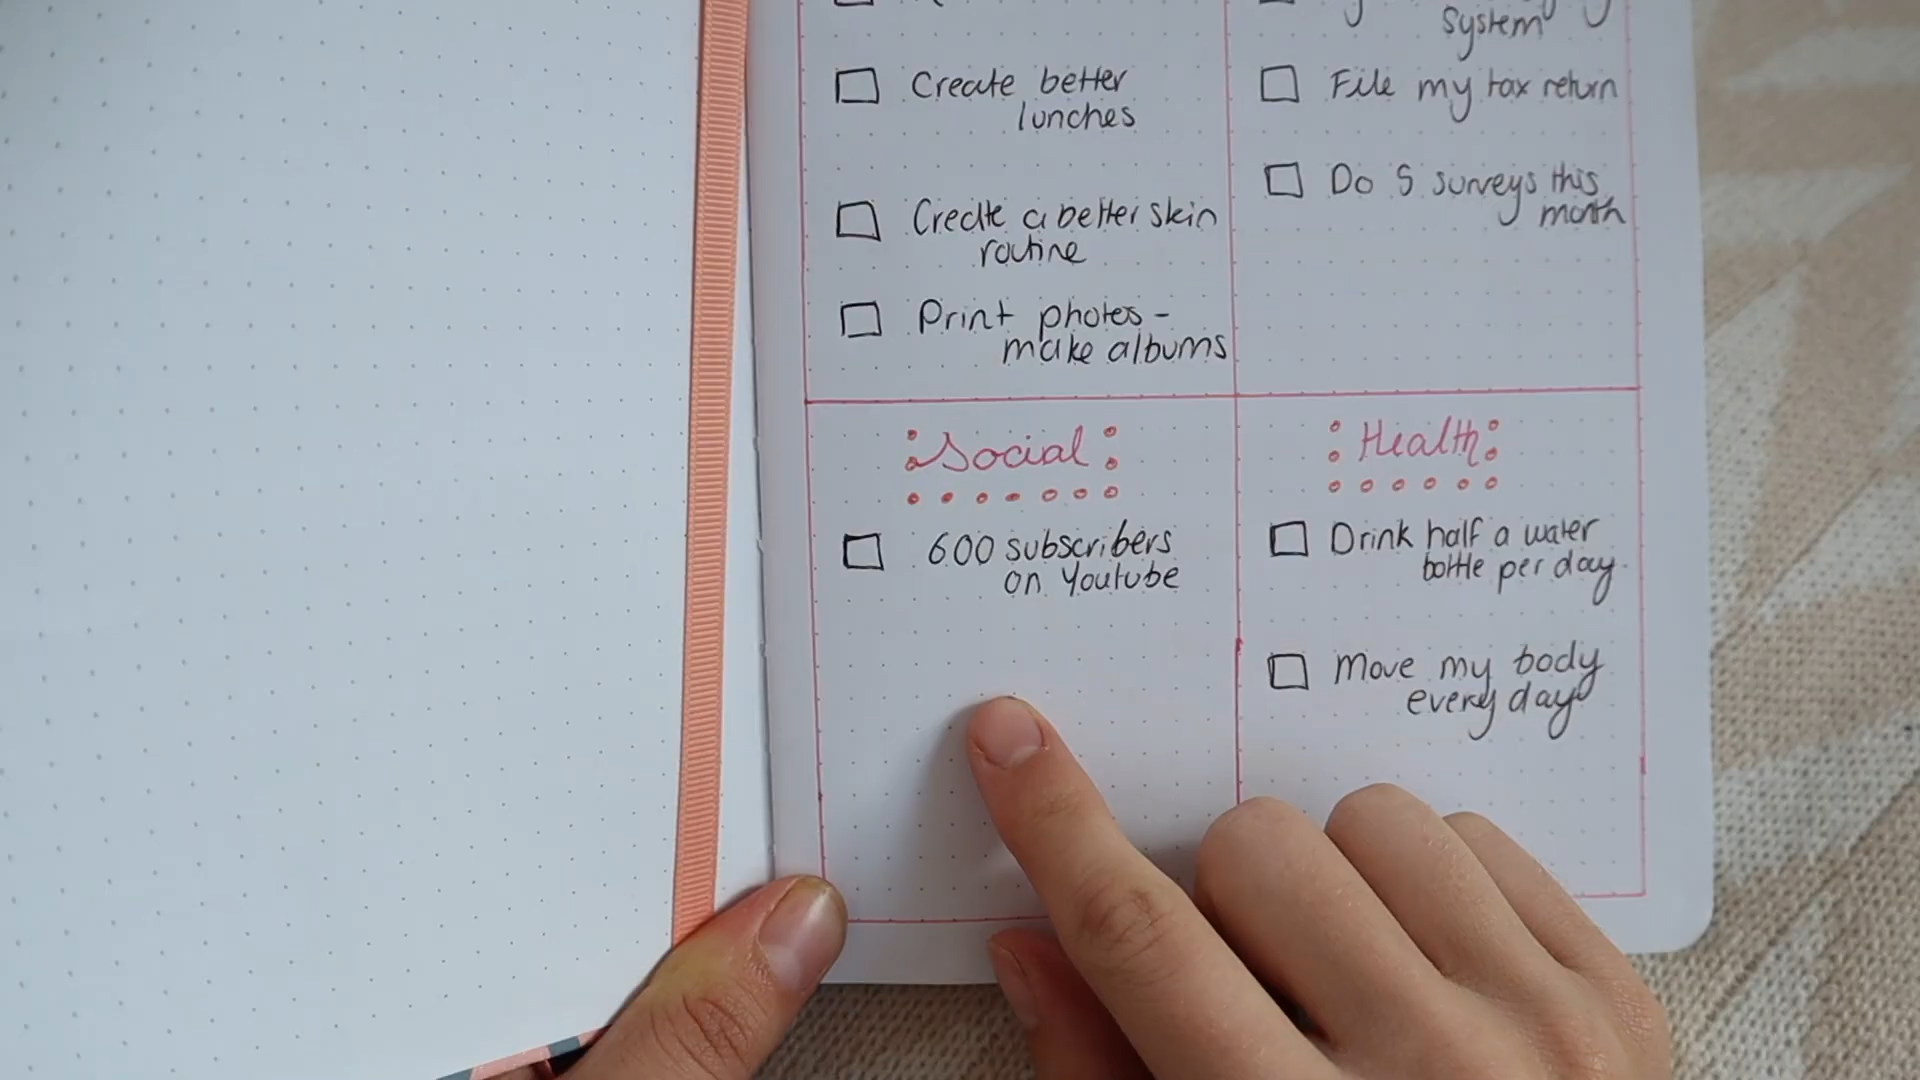 Create better
lunches
Create a better skin
routine
Print photos -
make albums
System
File my tax return
Do 5 surveys this
month
Social
600 subscribers
on Youtube
Health
Drink half a water
bottle per day
Move my body
every day